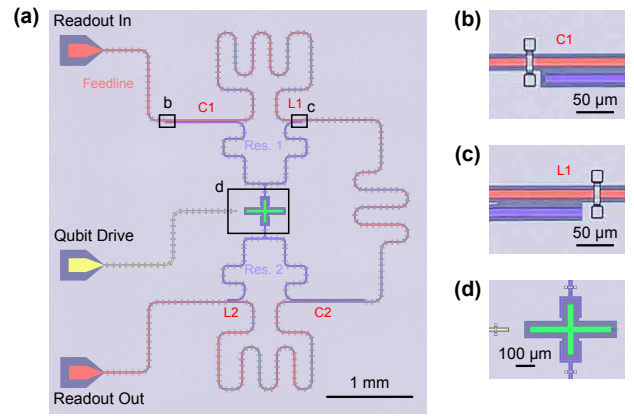 (a)
Readout In
Feedline
b
C1
L1
c
Res. 1
d
Qubit Drive
Res. 2
L2
C2
Readout Out
1 mm
(b)
C1
50 µm
(c)
L1
50 µm
(d)
100 µm